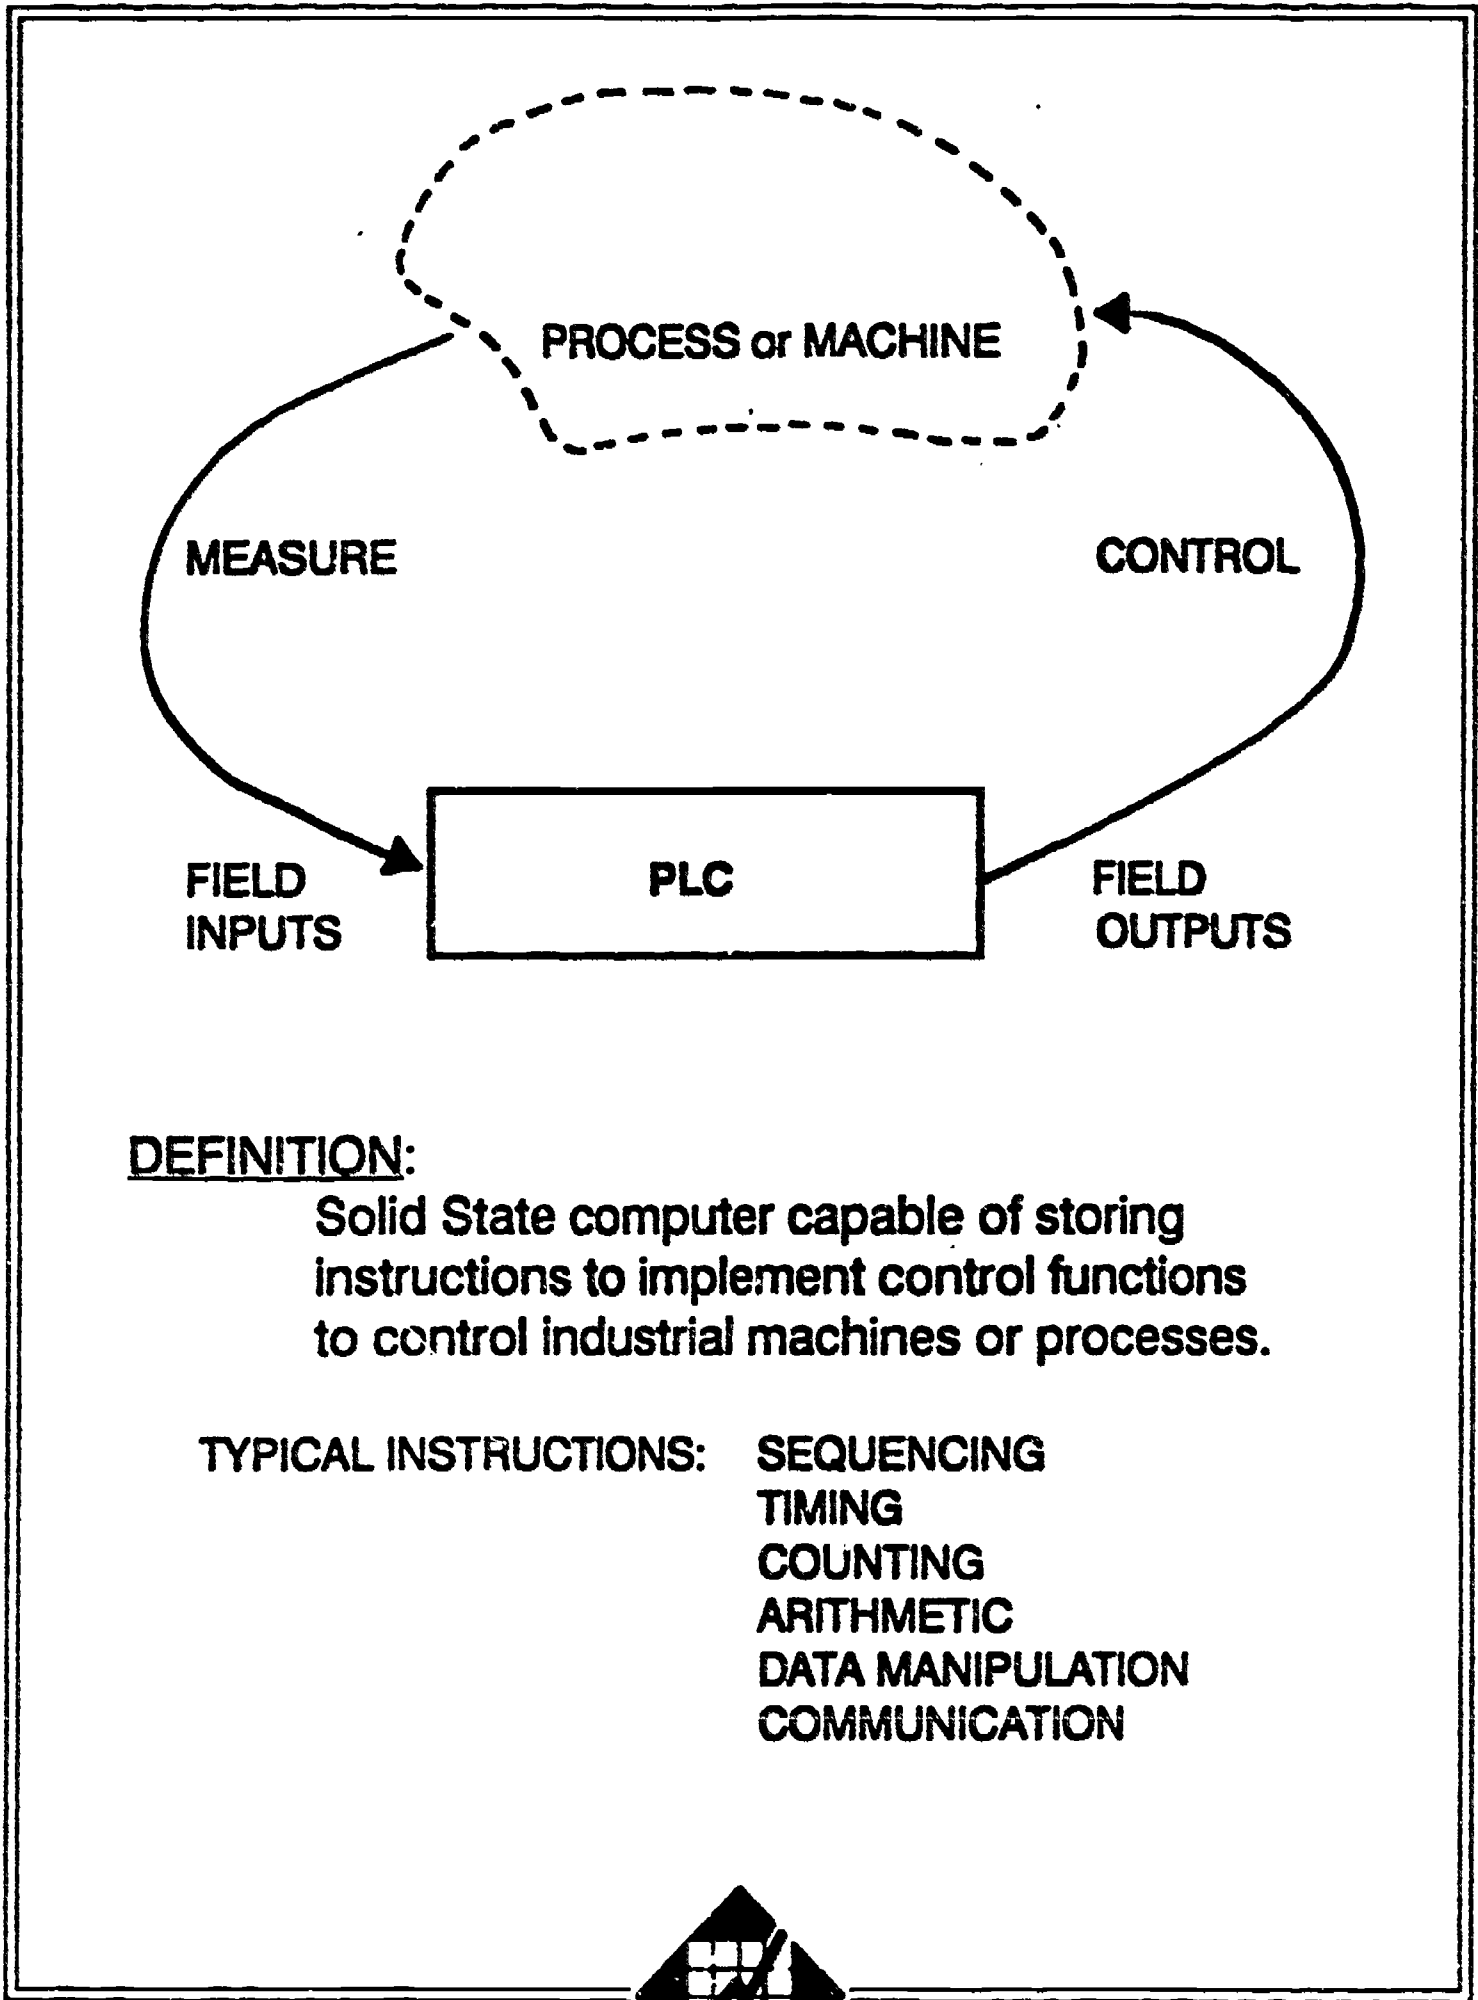 PROCESS or MACHINE
MEASURE
CONTROL
FIELD
INPUTS
PLC
FIELD
OUTPUTS
DEFINITION:
Solid State computer capable of storing
instructions to implement control functions
to control industrial machines or processes.
TYPICAL INSTRUCTIONS: SEQUENCING
TIMING
COUNTING
ARITHMETIC
DATA MANIPULATION
COMMUNICATION